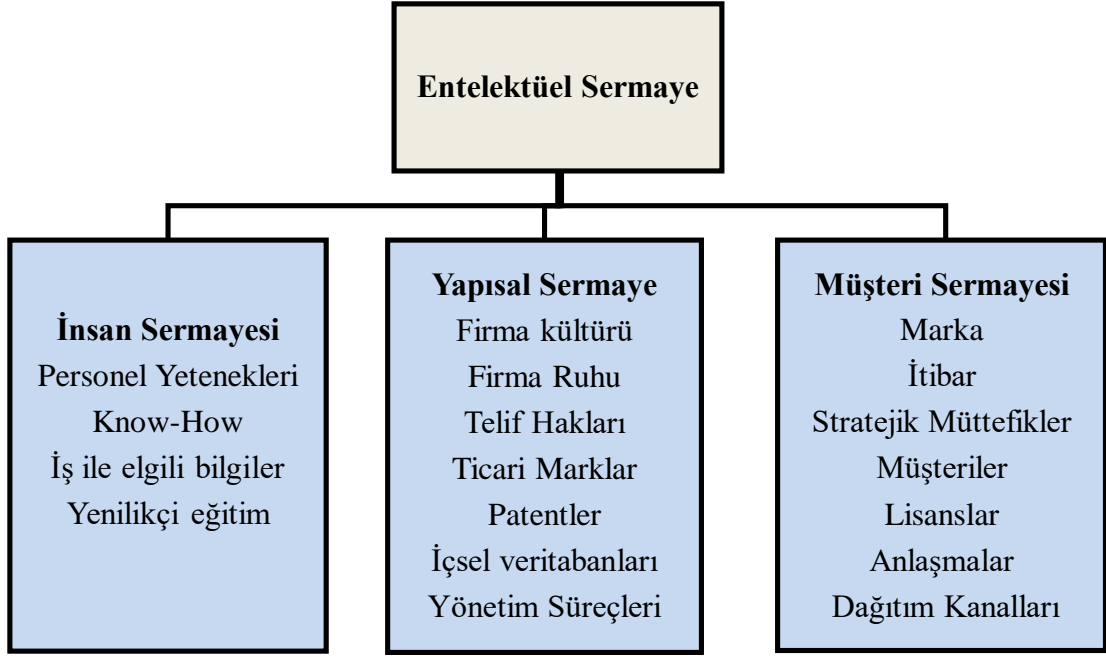 Entelektüel Sermaye
İnsan Sermayesi
Personel Yetenekleri
Know-How
İş ile elgili bilgiler
Yenilikçi eğitim
Yapısal Sermaye
Firma kültürü
Firma Ruhu
Telif Hakları
Ticari Marklar
Patentler
İçsel veritabanları
Yönetim Süreçleri
Müşteri Sermayesi
Marka
İtibar
Stratejik Müttefikler
Müşteriler
Lisanslar
Anlaşmalar
Dağıtım Kanalları